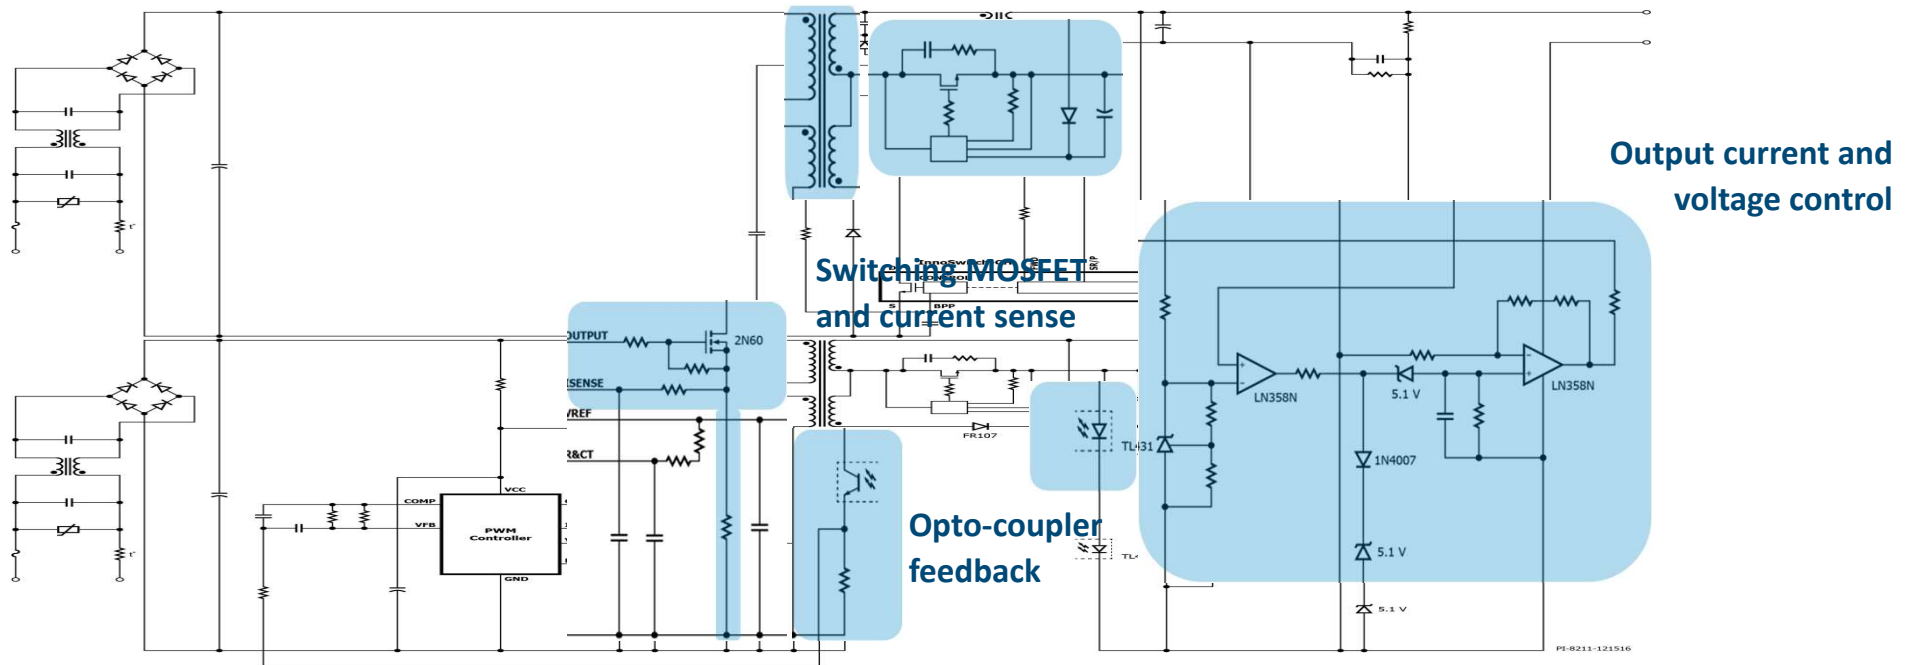 Output current and
voltage control
Switching MOSFET
and current sense
SR/P
S
BPP
OUTPUT
2N60
ISENSE
VREF
R&CT
FR107
TL431
LN358N
5.1 V
LN358N
1N4007
5.1 V
5.1 V
t°
t°
VCC
COMP
VFB
PWM
Controller
GND
Opto-coupler
feedback
PI-8211-121516